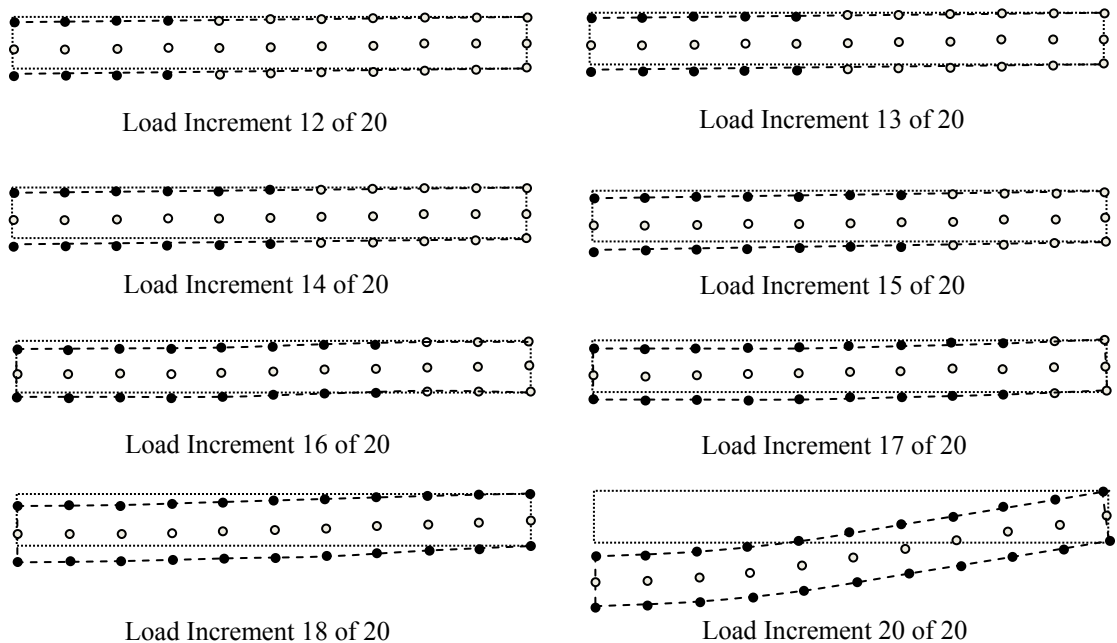 Load Increment 12 of 20
Load Increment 13 of 20
Load Increment 14 of 20
Load Increment 15 of 20
Load Increment 16 of 20
Load Increment 17 of 20
Load Increment 18 of 20
Load Increment 20 of 20